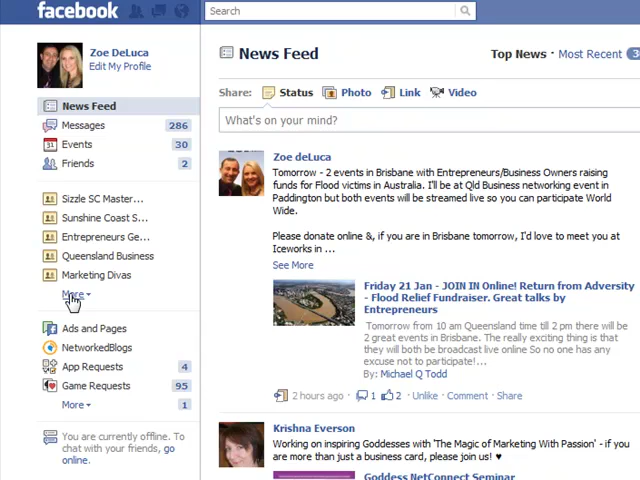 facebook
Search
Zoe DeLuca
Edit My Profile
News Feed
Messages 286
Events 30
Friends 2
Sizzle SC Master...
Sunshine Coast S...
Entrepreneurs Ge...
Queensland Business
Marketing Divas
More
Ads and Pages
NetworkedBlogs
App Requests 4
Game Requests 95
More 1
You are currently offline. To
chat with your friends, go
online.
News Feed
Top News · Most Recent
Share: Status Photo Link Video
What's on your mind?
Zoe deLuca
Tomorrow - 2 events in Brisbane with Entrepreneurs/Business Owners raising
funds for Flood victims in Australia. I'll be at Qld Business networking event in
Paddington but both events will be streamed live so you can participate World
Wide.
Please donate online &, if you are in Brisbane tomorrow, I'd love to meet you at
Iceworks in ...
See More
Friday 21 Jan - JOIN IN Online! Return from Adversity
- Flood Relief Fundraiser. Great talks by
Entrepreneurs
Tomorrow from 10 am Queensland time till 2 pm there will be
2 great events in Brisbane. The really exciting thing is that
they will both be broadcast live online So no one has any
excuse not to participate!...
By: Michael Q Todd
2 hours ago · 1 2 · Unlike · Comment · Share
Krishna Everson
Working on inspiring Goddesses with 'The Magic of Marketing With Passion' - if you
are more than just a business card, please join us! ♥
Goddess NetConnect Seminar